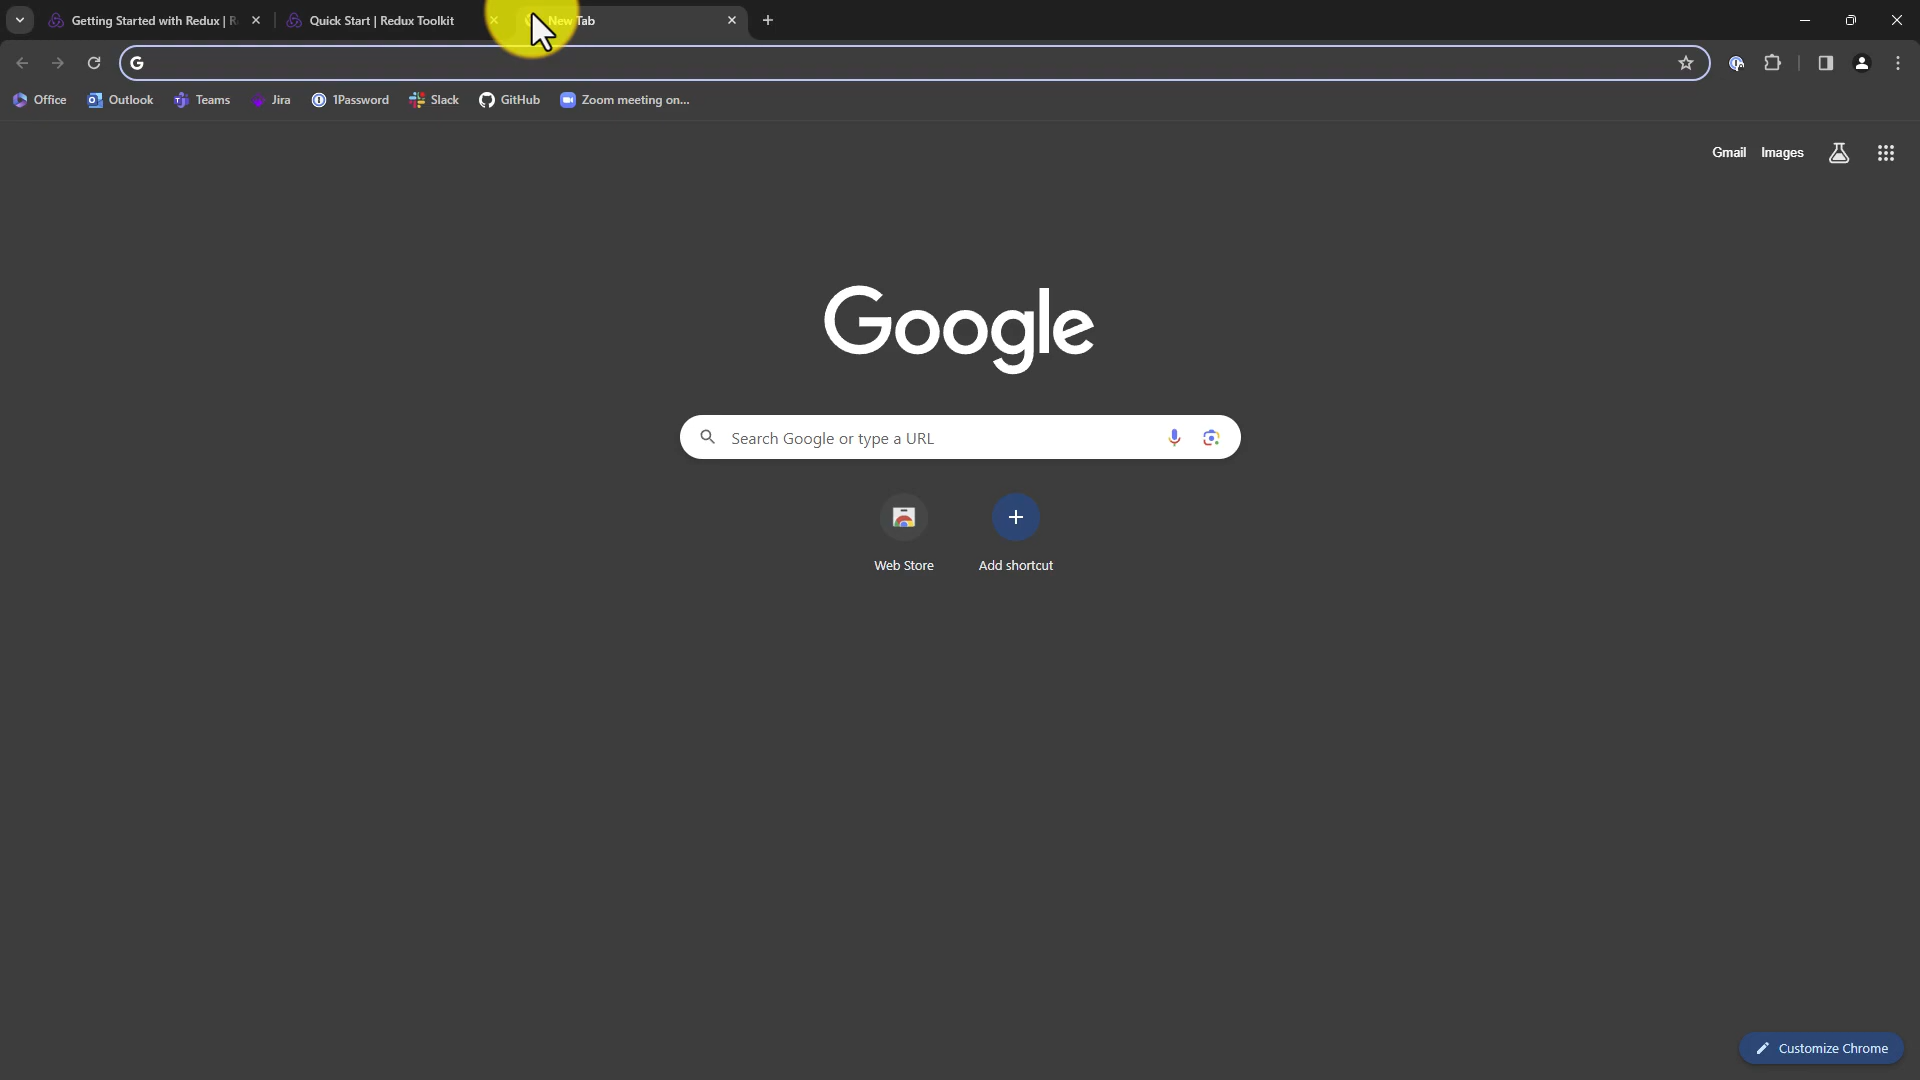 Getting Started with Redux | R
Quick Start | Redux Toolkit
New Tab
Office
Outlook
Teams
Jira
1Password
Slack
GitHub
Zoom meeting on...
Gmail
Images
Google
Search Google or type a URL
Web Store
Add shortcut
Customize Chrome